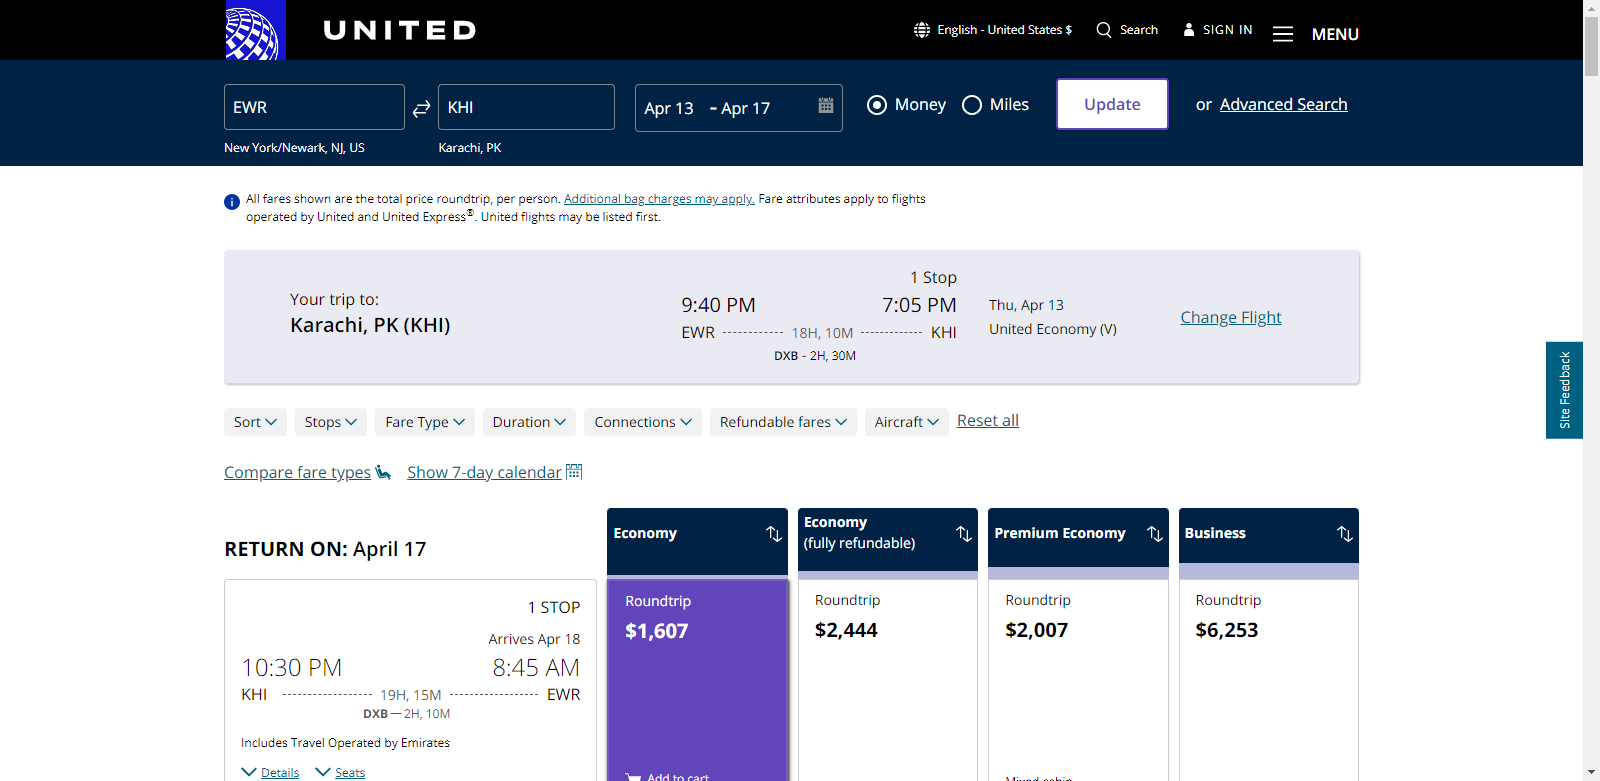 UNITED
English - United States $
Search
SIGN IN
MENU
EWR
KHI
Apr 13 - Apr 17
Money
Miles
Update
or Advanced Search
New York/Newark, NJ, US
Karachi, PK
All fares shown are the total price roundtrip, per person. Additional bag charges may apply. Fare attributes apply to flights
operated by United and United Express®. United flights may be listed first.
Your trip to:
Karachi, PK (KHI)
1 Stop
9:40 PM
7:05 PM
EWR
18H, 10M
KHI
DXB - 2H, 30M
Thu, Apr 13
United Economy (V)
Change Flight
Site Feedback
Sort
Stops
Fare Type
Duration
Connections
Refundable fares
Aircraft
Reset all
Compare fare types
Show 7-day calendar
RETURN ON: April 17
Economy
Economy
(fully refundable)
Premium Economy
Business
1 STOP
Arrives Apr 18
10:30 PM
8:45 AM
KHI
19H, 15M
EWR
DXB — 2H, 10M
Includes Travel Operated by Emirates
Details
Seats
Roundtrip
$1,607
Add to cart
Roundtrip
$2,444
Roundtrip
$2,007
Mixed cabin
Roundtrip
$6,253